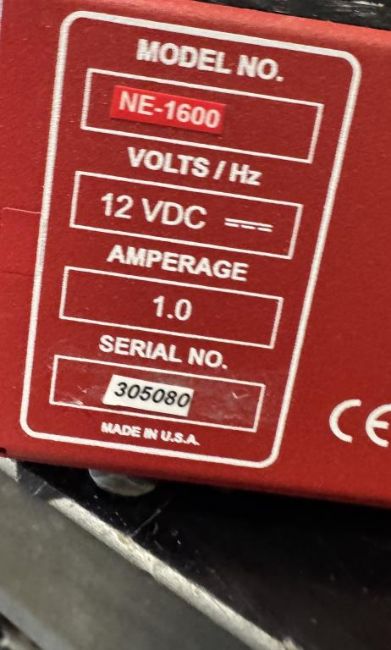 MODEL NO.
NE-1600
VOLTS / Hz
12 VDC ⎓
AMPERAGE
1.0
SERIAL NO.
305080
MADE IN U.S.A.
CE